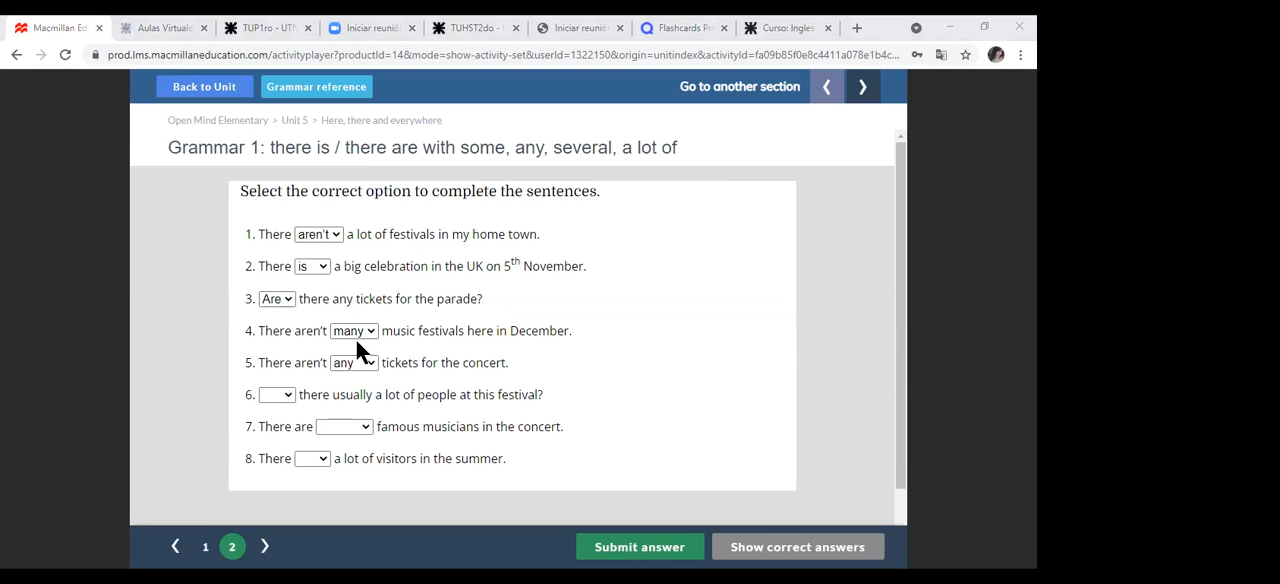 Macmillan Ed
Aulas Virtuale
TUP1ro - UTN
Iniciar reunió
TUHST2do -
Iniciar reunió
Flashcards Pr
Curso: Ingles
prod.lms.macmillaneducation.com/activityplayer?productId=14&mode=show-activity-set&userId=1322150&origin=unitindex&activityId=fa09b85f0e8c4411a078e1b4c...
Back to Unit
Grammar reference
Go to another section
Open Mind Elementary > Unit 5 > Here, there and everywhere
Grammar 1: there is / there are with some, any, several, a lot of
Select the correct option to complete the sentences.
1. There aren't a lot of festivals in my home town.
2. There is a big celebration in the UK on 5th November.
3. Are there any tickets for the parade?
4. There aren't many music festivals here in December.
5. There aren't any tickets for the concert.
6. there usually a lot of people at this festival?
7. There are famous musicians in the concert.
8. There a lot of visitors in the summer.
1 2
Submit answer
Show correct answers